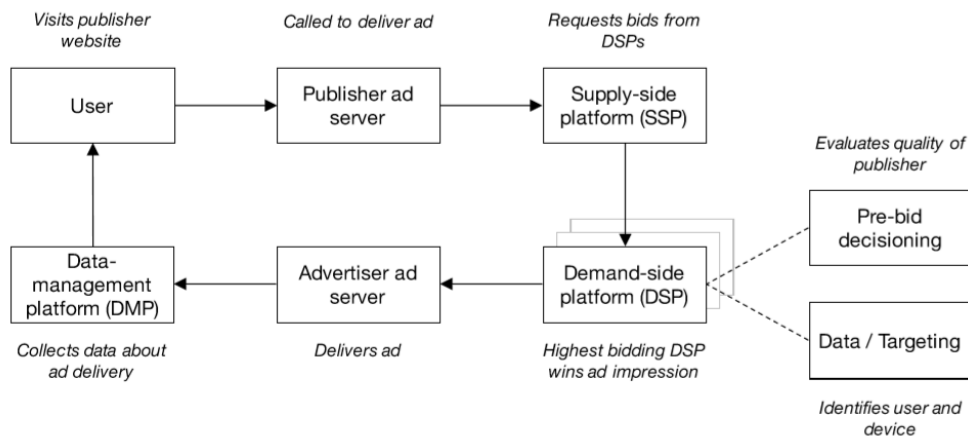 Visits publisher
website
Called to deliver ad
Requests bids from
DSPs
User
Publisher ad
server
Supply-side
platform (SSP)
Evaluates quality of
publisher
Pre-bid
decisioning
Data-
management
platform (DMP)
Advertiser ad
server
Demand-side
platform (DSP)
Data / Targeting
Collects data about
ad delivery
Delivers ad
Highest bidding DSP
wins ad impression
Identifies user and
device